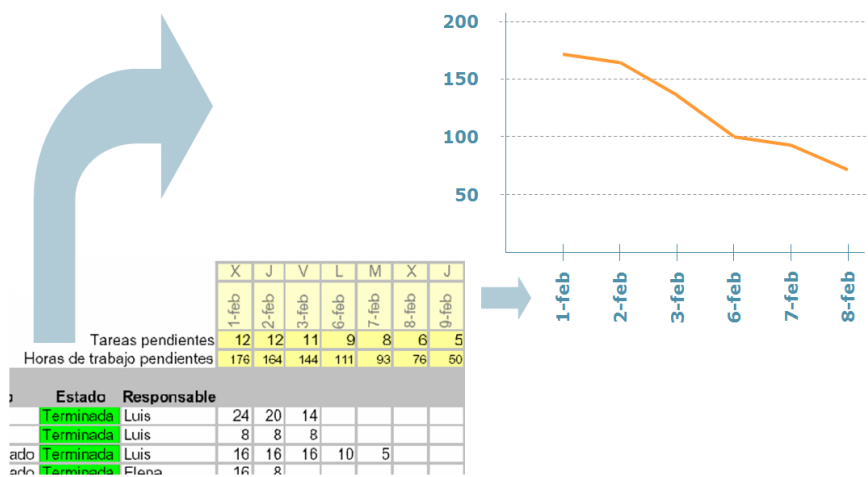 200
150
100
50
1-feb 2-feb 3-feb 6-feb 7-feb 8-feb
X J V L M X J
1-feb 2-feb 3-feb 6-feb 7-feb 8-feb 9-feb
Tareas pendientes 12 12 11 9 8 6 5
Horas de trabajo pendientes 176 164 144 111 93 76 50
Estado Responsable
Terminada Luis 24 20 14
Terminada Luis 8 8 8
ado Terminada Luis 16 16 16 10 5
ado Terminada Elena 16 8